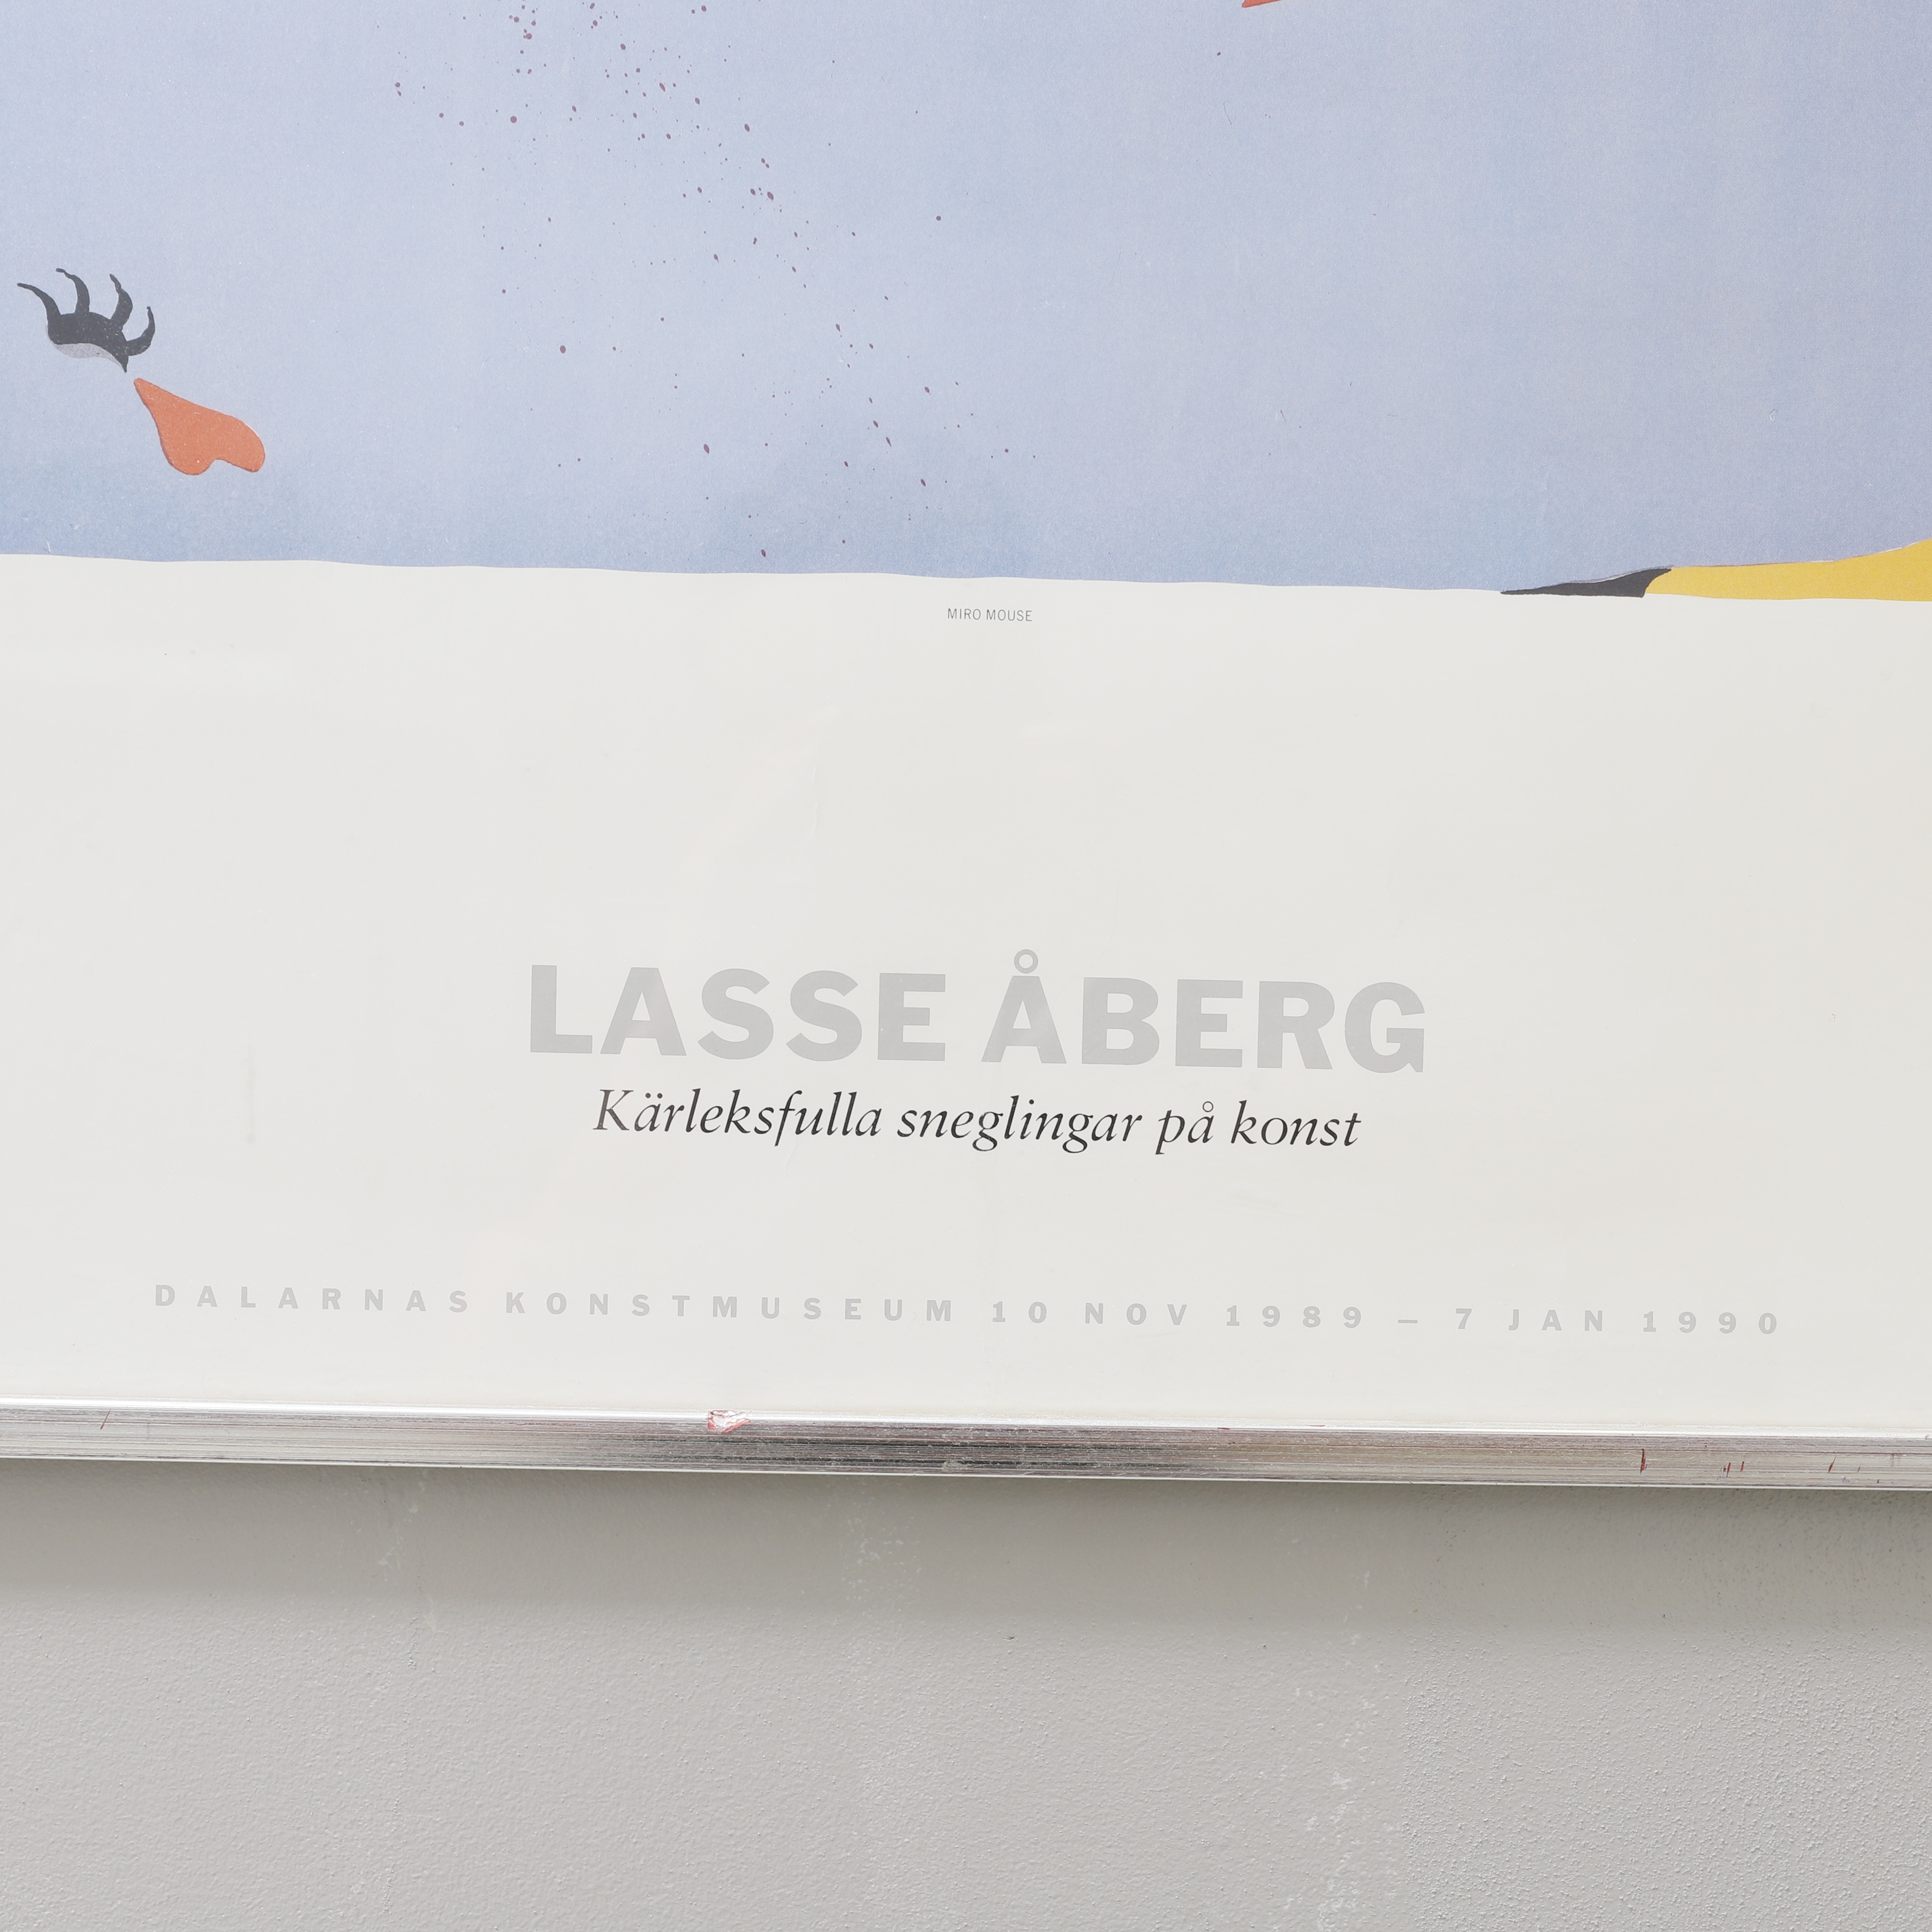 MIRO MOUSE
LASSE ÅBERG
Kärleksfulla sneglingar på konst
DALARNAS KONSTMUSEUM 10 NOV 1989 – 7 JAN 1990